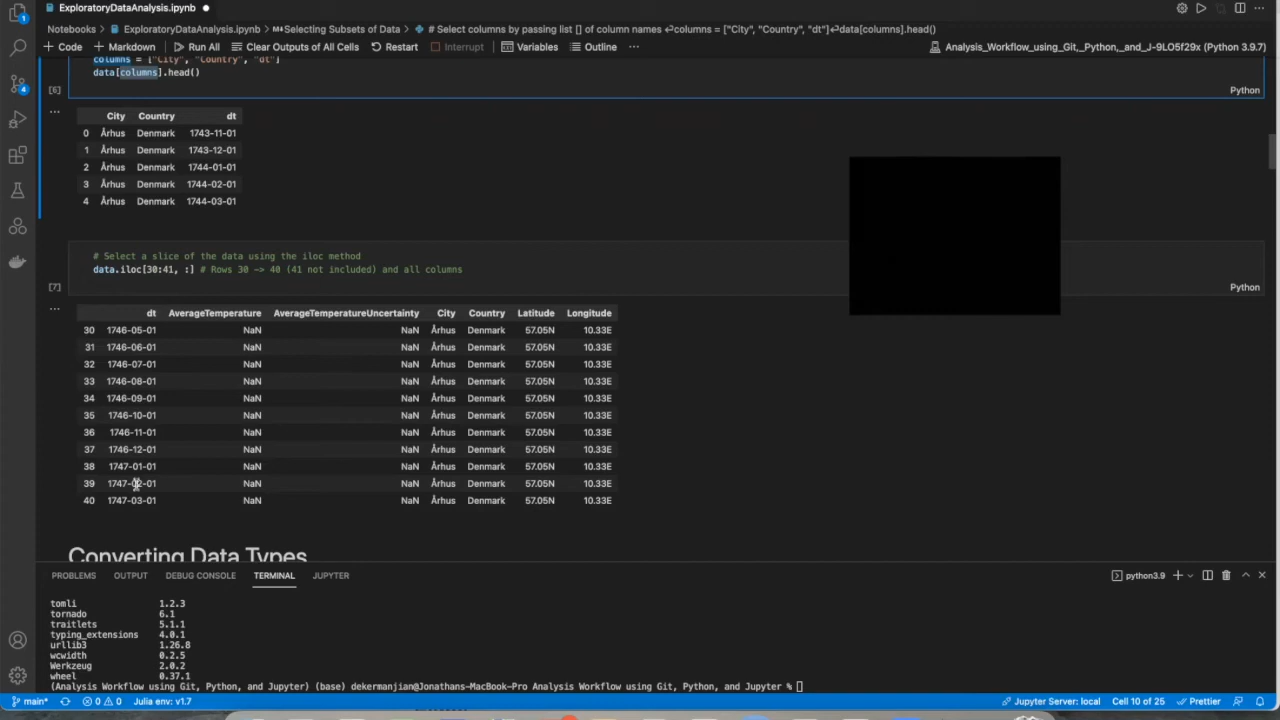 ExploratoryDataAnalysis.ipynb ●
Notebooks > ExploratoryDataAnalysis.ipynb > Selecting Subsets of Data > # Select columns by passing list [] of column names ↵columns = ["City", "Country", "dt"] ↵data[columns].head()
+ Code + Markdown Run All Clear Outputs of All Cells Restart Interrupt Variables Outline ··· Analysis_Workflow_using_Git,_Python,_and_J-9LO5f29x (Python 3.9.7)
columns = ["City", "Country", "dt"]
data[columns].head()
[6] Python
City Country dt
0 Århus Denmark 1743-11-01
1 Århus Denmark 1743-12-01
2 Århus Denmark 1744-01-01
3 Århus Denmark 1744-02-01
4 Århus Denmark 1744-03-01
# Select a slice of the data using the iloc method
data.iloc[30:41, :] # Rows 30 -> 40 (41 not included) and all columns
[7] Python
dt AverageTemperature AverageTemperatureUncertainty City Country Latitude Longitude
30 1746-05-01 NaN NaN Århus Denmark 57.05N 10.33E
31 1746-06-01 NaN NaN Århus Denmark 57.05N 10.33E
32 1746-07-01 NaN NaN Århus Denmark 57.05N 10.33E
33 1746-08-01 NaN NaN Århus Denmark 57.05N 10.33E
34 1746-09-01 NaN NaN Århus Denmark 57.05N 10.33E
35 1746-10-01 NaN NaN Århus Denmark 57.05N 10.33E
36 1746-11-01 NaN NaN Århus Denmark 57.05N 10.33E
37 1746-12-01 NaN NaN Århus Denmark 57.05N 10.33E
38 1747-01-01 NaN NaN Århus Denmark 57.05N 10.33E
39 1747-02-01 NaN NaN Århus Denmark 57.05N 10.33E
40 1747-03-01 NaN NaN Århus Denmark 57.05N 10.33E
Converting Data Types
PROBLEMS OUTPUT DEBUG CONSOLE TERMINAL JUPYTER python3.9
tomli 1.2.3
tornado 6.1
traitlets 5.1.1
typing_extensions 4.0.1
urllib3 1.26.8
wcwidth 0.2.5
Werkzeug 2.0.2
wheel 0.37.1
(Analysis Workflow using Git, Python, and Jupyter) (base) dekermanjian@Jonathans-MacBook-Pro Analysis Workflow using Git, Python, and Jupyter %
main* 0 0 Julia env: v1.7 Jupyter Server: local Cell 10 of 25 Prettier